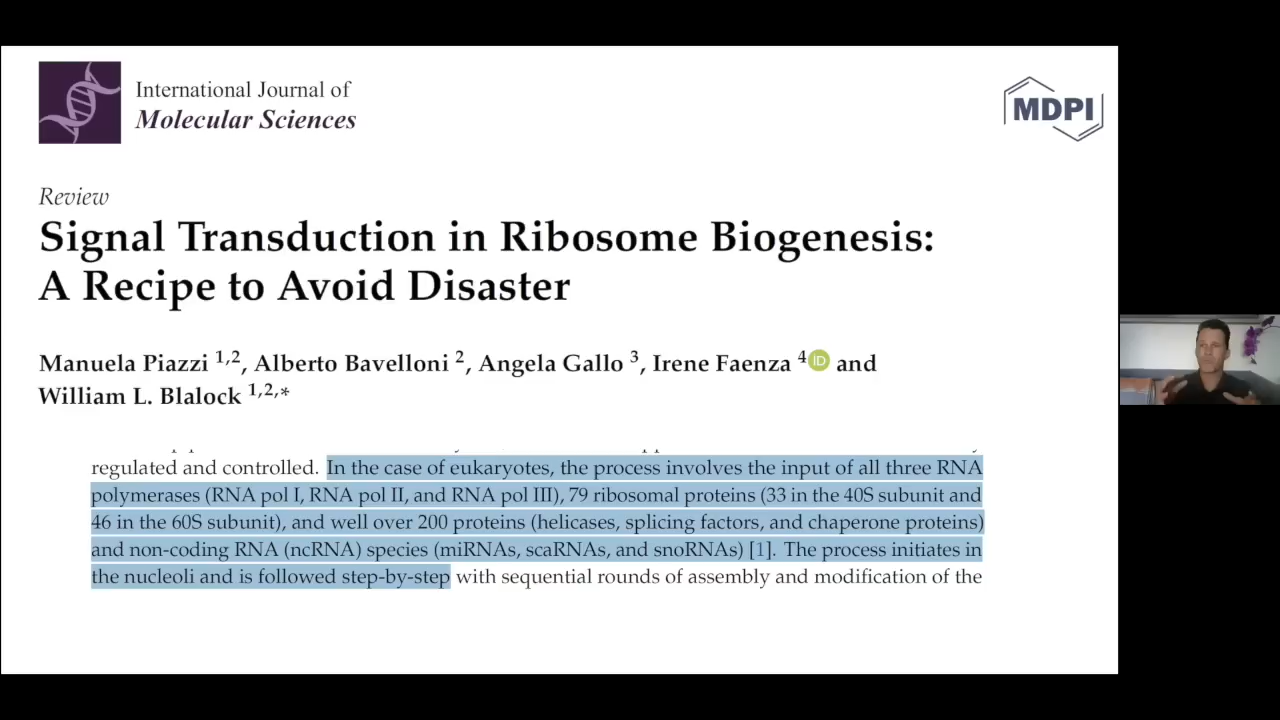 International Journal of
Molecular Sciences
MDPI
Review
Signal Transduction in Ribosome Biogenesis:
A Recipe to Avoid Disaster
Manuela Piazzi 1,2, Alberto Bavelloni 2, Angela Gallo 3, Irene Faenza 4 iD and
William L. Blalock 1,2,*
regulated and controlled. In the case of eukaryotes, the process involves the input of all three RNA
polymerases (RNA pol I, RNA pol II, and RNA pol III), 79 ribosomal proteins (33 in the 40S subunit and
46 in the 60S subunit), and well over 200 proteins (helicases, splicing factors, and chaperone proteins)
and non-coding RNA (ncRNA) species (miRNAs, scaRNAs, and snoRNAs) [1]. The process initiates in
the nucleoli and is followed step-by-step with sequential rounds of assembly and modification of the